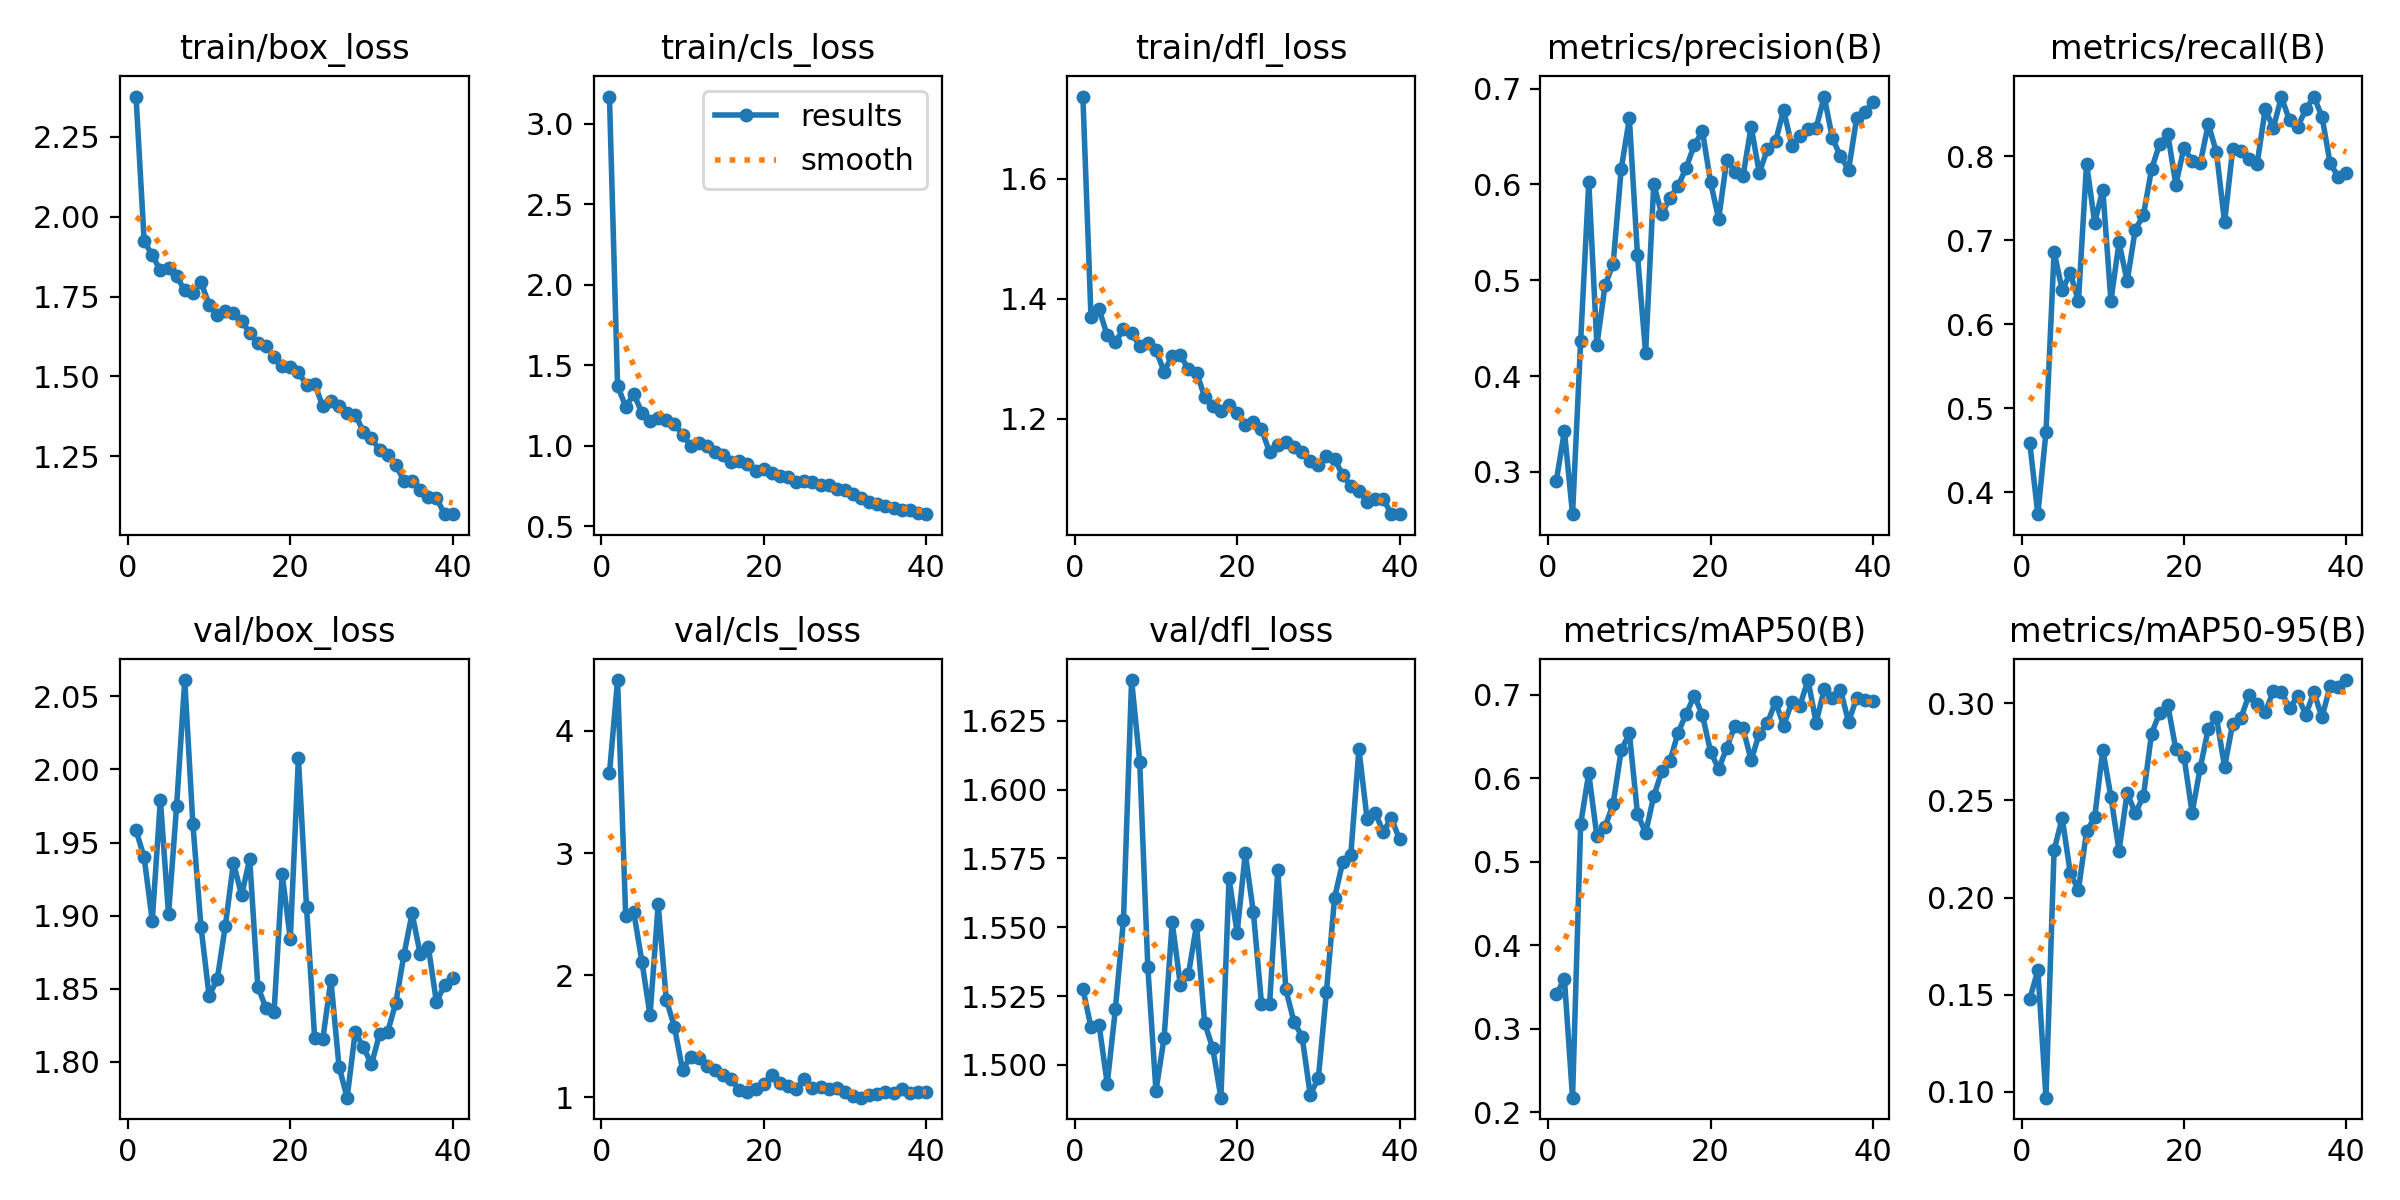 train/box_loss
2.25
2.00
1.75
1.50
1.25
0 20 40
train/cls_loss
results
smooth
3.0
2.5
2.0
1.5
1.0
0.5
0 20 40
train/dfl_loss
1.6
1.4
1.2
0 20 40
metrics/precision(B)
0.7
0.6
0.5
0.4
0.3
0 20 40
metrics/recall(B)
0.8
0.7
0.6
0.5
0.4
0 20 40
val/box_loss
2.05
2.00
1.95
1.90
1.85
1.80
0 20 40
val/cls_loss
4
3
2
1
0 20 40
val/dfl_loss
1.625
1.600
1.575
1.550
1.525
1.500
0 20 40
metrics/mAP50(B)
0.7
0.6
0.5
0.4
0.3
0.2
0 20 40
metrics/mAP50-95(B)
0.30
0.25
0.20
0.15
0.10
0 20 40